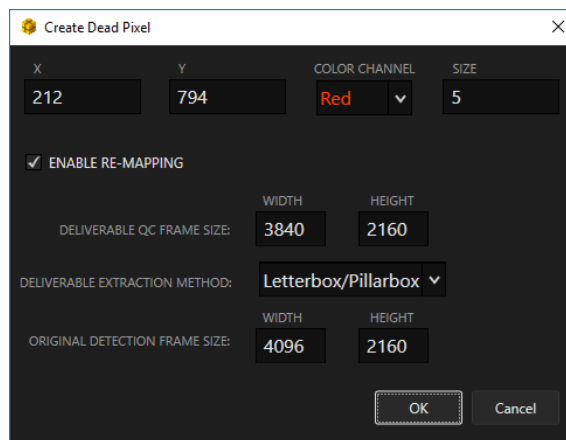 Create Dead Pixel
X Y COLOR CHANNEL SIZE
212 794 Red 5
ENABLE RE-MAPPING
WIDTH HEIGHT
DELIVERABLE QC FRAME SIZE: 3840 2160
DELIVERABLE EXTRACTION METHOD: Letterbox/Pillarbox
WIDTH HEIGHT
ORIGINAL DETECTION FRAME SIZE: 4096 2160
OK Cancel